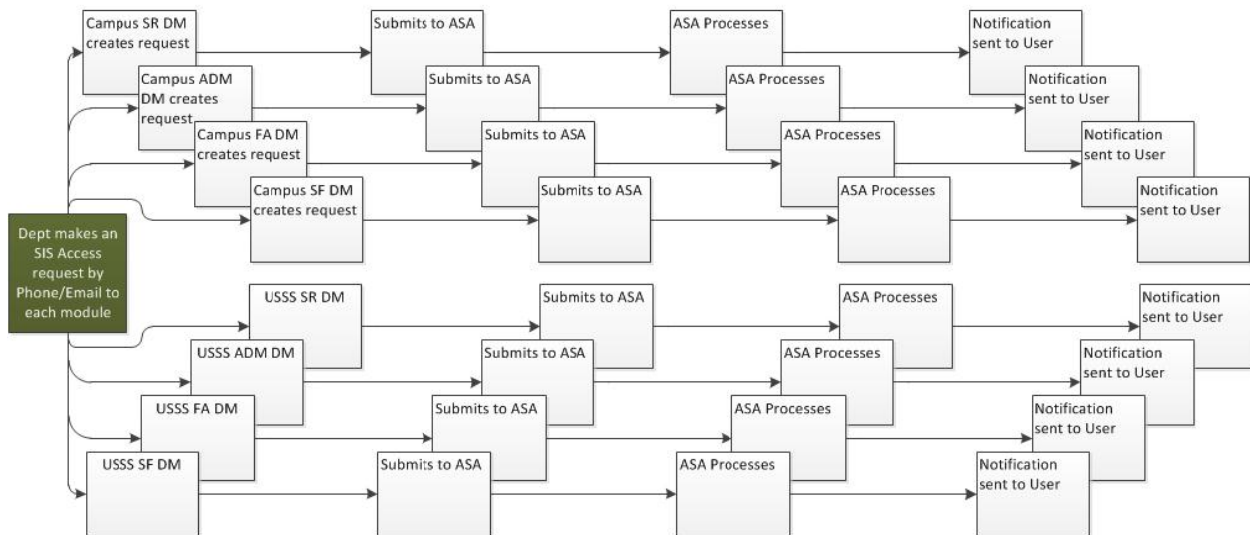 Campus SR DM
creates request
Submits to ASA
ASA Processes
Notification
sent to User
Campus ADM
DM creates
request
Submits to ASA
ASA Processes
Notification
sent to User
Campus FA DM
creates request
Submits to ASA
ASA Processes
Notification
sent to User
Campus SF DM
creates request
Submits to ASA
ASA Processes
Notification
sent to User
Dept makes an
SIS Access
request by
Phone/Email to
each module
USSS SR DM
Submits to ASA
ASA Processes
Notification
sent to User
USSS ADM DM
Submits to ASA
ASA Processes
Notification
sent to User
USSS FA DM
Submits to ASA
ASA Processes
Notification
sent to User
USSS SF DM
Submits to ASA
ASA Processes
Notification
sent to User